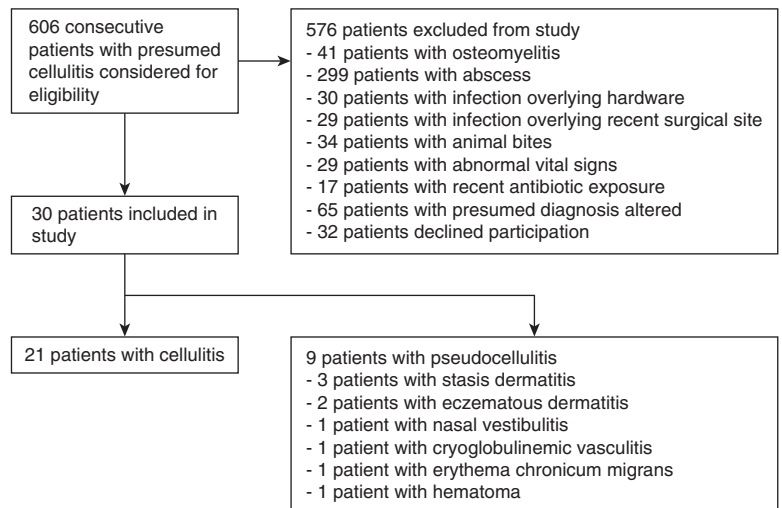 606 consecutive
patients with presumed
cellulitis considered for
eligibility
576 patients excluded from study
- 41 patients with osteomyelitis
- 299 patients with abscess
- 30 patients with infection overlying hardware
- 29 patients with infection overlying recent surgical site
- 34 patients with animal bites
- 29 patients with abnormal vital signs
- 17 patients with recent antibiotic exposure
- 65 patients with presumed diagnosis altered
- 32 patients declined participation
30 patients included in
study
21 patients with cellulitis
9 patients with pseudocellulitis
- 3 patients with stasis dermatitis
- 2 patients with eczematous dermatitis
- 1 patient with nasal vestibulitis
- 1 patient with cryoglobulinemic vasculitis
- 1 patient with erythema chronicum migrans
- 1 patient with hematoma